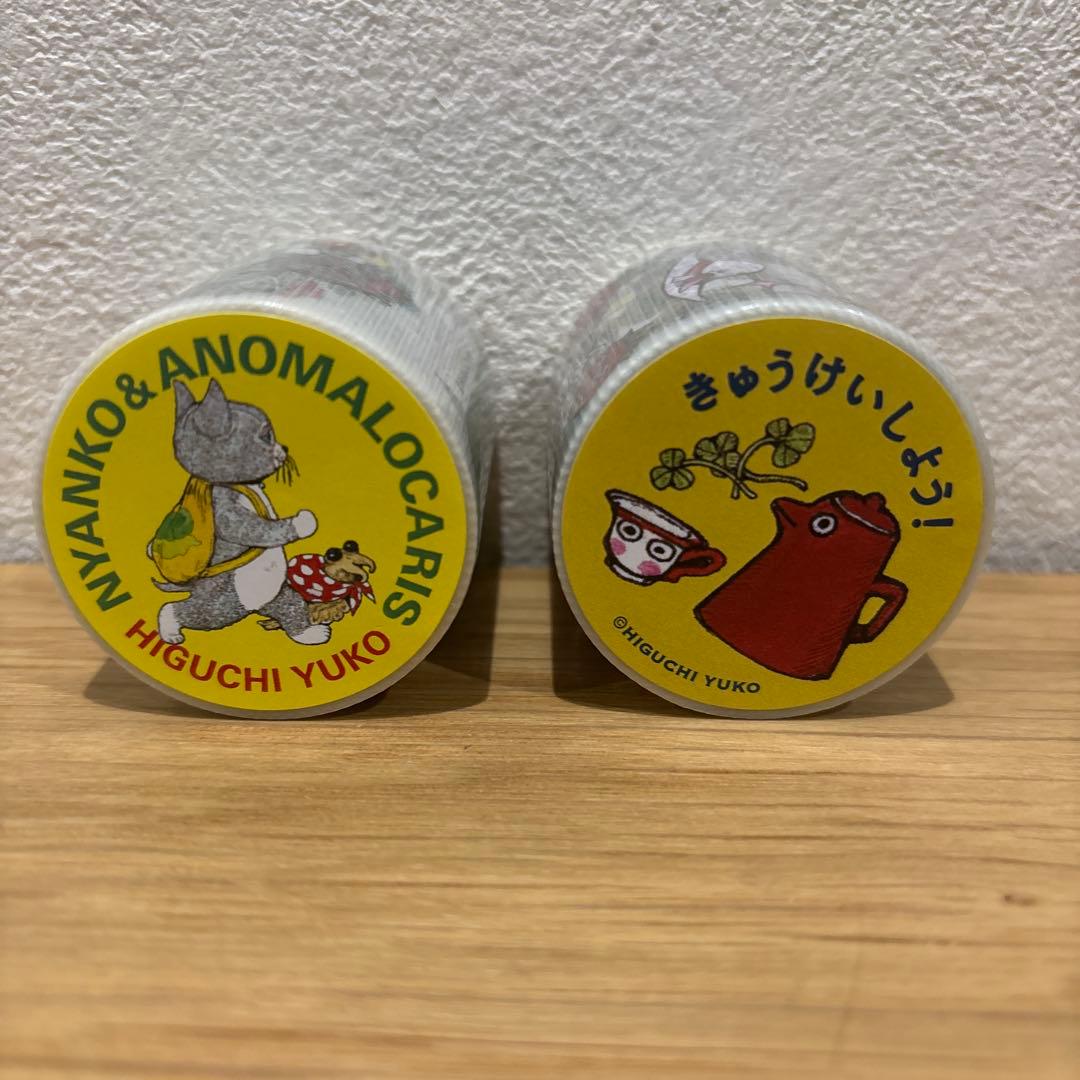 NYANKO & ANOMALOCARIS
HIGUCHI YUKO
きゅうけいしよう!
©HIGUCHI YUKO